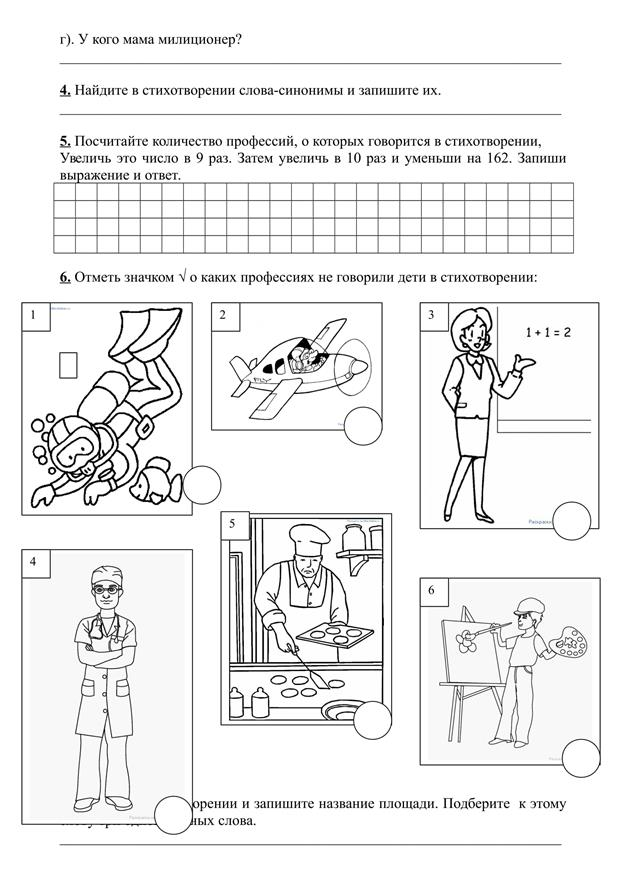 г). У кого мама милиционер?
4. Найдите в стихотворении слова-синонимы и запишите их.
5. Посчитайте количество профессий, о которых говорится в стихотворении,
Увеличь это число в 9 раз. Затем увеличь в 10 раз и уменьши на 162. Запиши
выражение и ответ.
6. Отметь значком √ о каких профессиях не говорили дети в стихотворении:
1
2
3
1 + 1 = 2
FLY
Раскраски
5
4
6
орении и запишите название площади. Подберите к этому
ных слова.